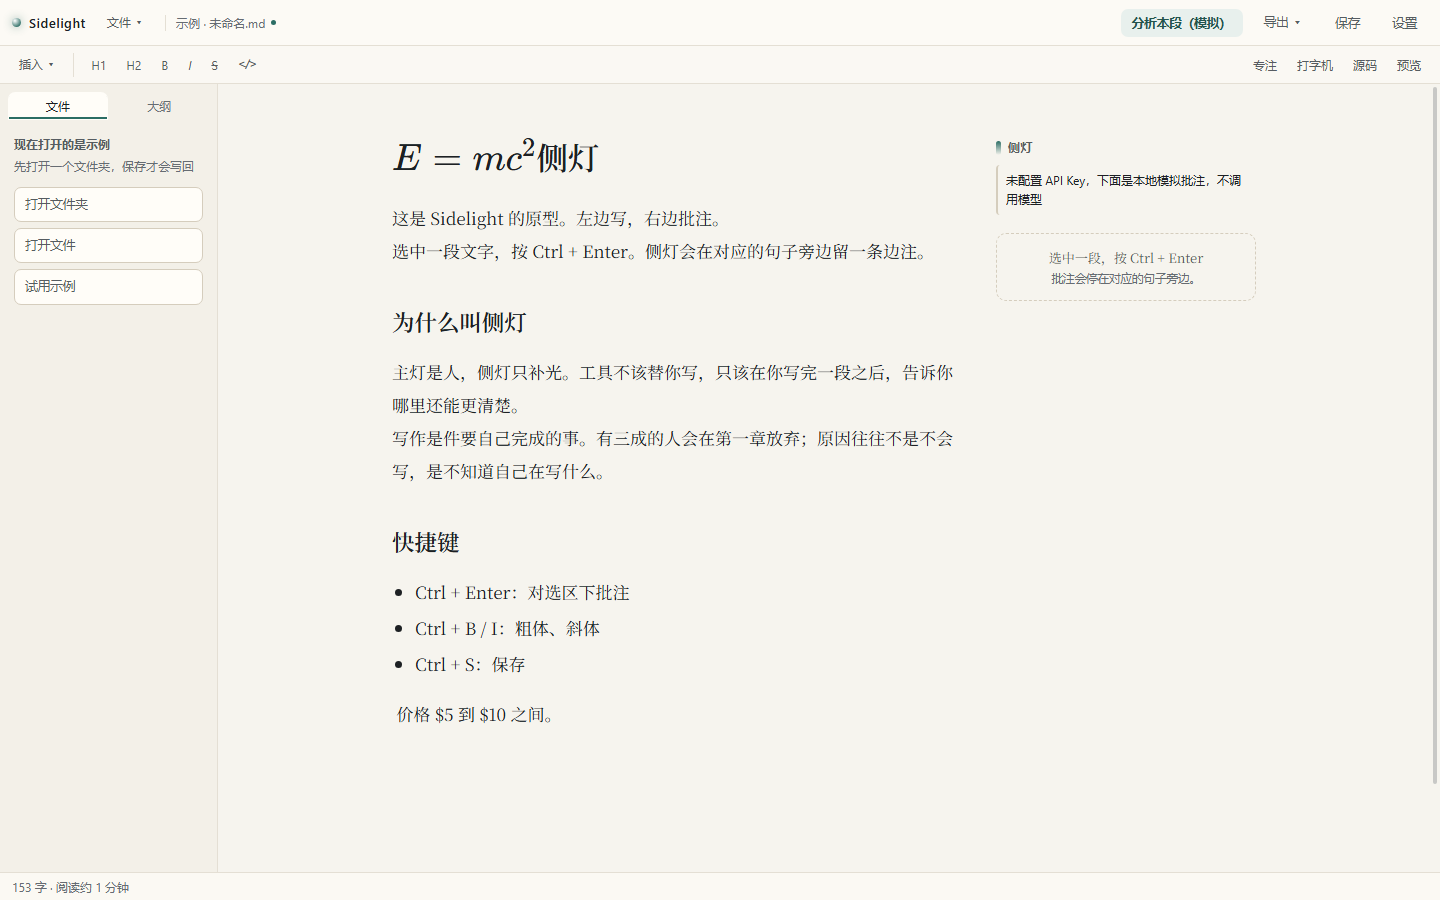 Sidelight 文件 示例 · 未命名.md 分析本段（模拟） 导出 保存 设置
插入 H1 H2 B I S </> 专注 打字机 源码 预览
文件 大纲
现在打开的是示例
先打开一个文件夹，保存才会写回
打开文件夹
打开文件
试用示例
E = mc²侧灯
这是 Sidelight 的原型。左边写，右边批注。
选中一段文字，按 Ctrl + Enter。侧灯会在对应的句子旁边留一条边注。
为什么叫侧灯
主灯是人，侧灯只补光。工具不该替你写，只该在你写完一段之后，告诉你
哪里还能更清楚。
写作是件要自己完成的事。有三成的人会在第一章放弃；原因往往不是不会
写，是不知道自己在写什么。
快捷键
• Ctrl + Enter：对选区下批注
• Ctrl + B / I：粗体、斜体
• Ctrl + S：保存
价格 $5 到 $10 之间。
侧灯
未配置 API Key，下面是本地模拟批注，不调
用模型
选中一段，按 Ctrl + Enter
批注会停在对应的句子旁边。
153 字 · 阅读约 1 分钟